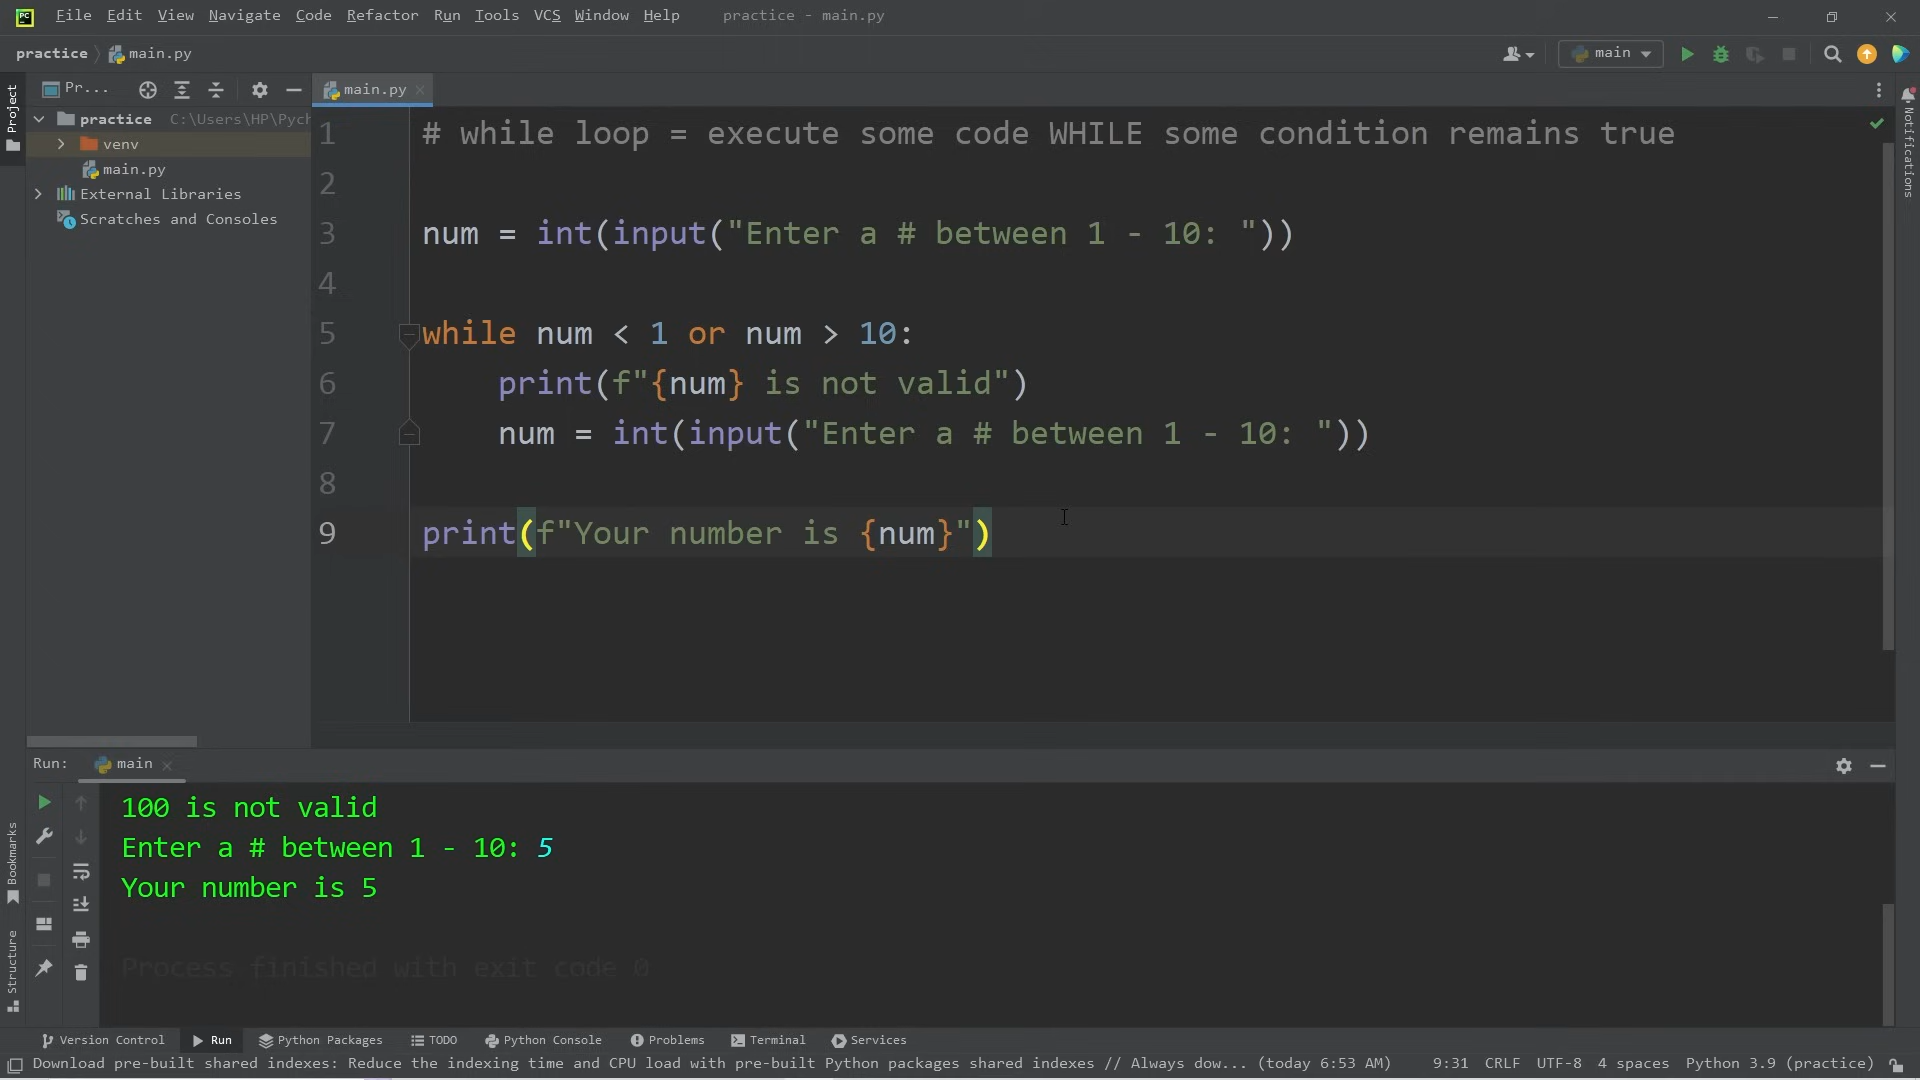 PC File Edit View Navigate Code Refactor Run Tools VCS Window Help practice - main.py
practice main.py main
Project Pr... main.py
practice C:\Users\HP\Pych
venv
main.py
External Libraries
Scratches and Consoles
Notifications
1 # while loop = execute some code WHILE some condition remains true
2
3 num = int(input("Enter a # between 1 - 10: "))
4
5 while num < 1 or num > 10:
6     print(f"{num} is not valid")
7     num = int(input("Enter a # between 1 - 10: "))
8
9 print(f"Your number is {num}")
Run: main
100 is not valid
Enter a # between 1 - 10: 5
Your number is 5
Process finished with exit code 0
Bookmarks
Structure
Version Control Run Python Packages TODO Python Console Problems Terminal Services
Download pre-built shared indexes: Reduce the indexing time and CPU load with pre-built Python packages shared indexes // Always dow... (today 6:53 AM) 9:31 CRLF UTF-8 4 spaces Python 3.9 (practice)